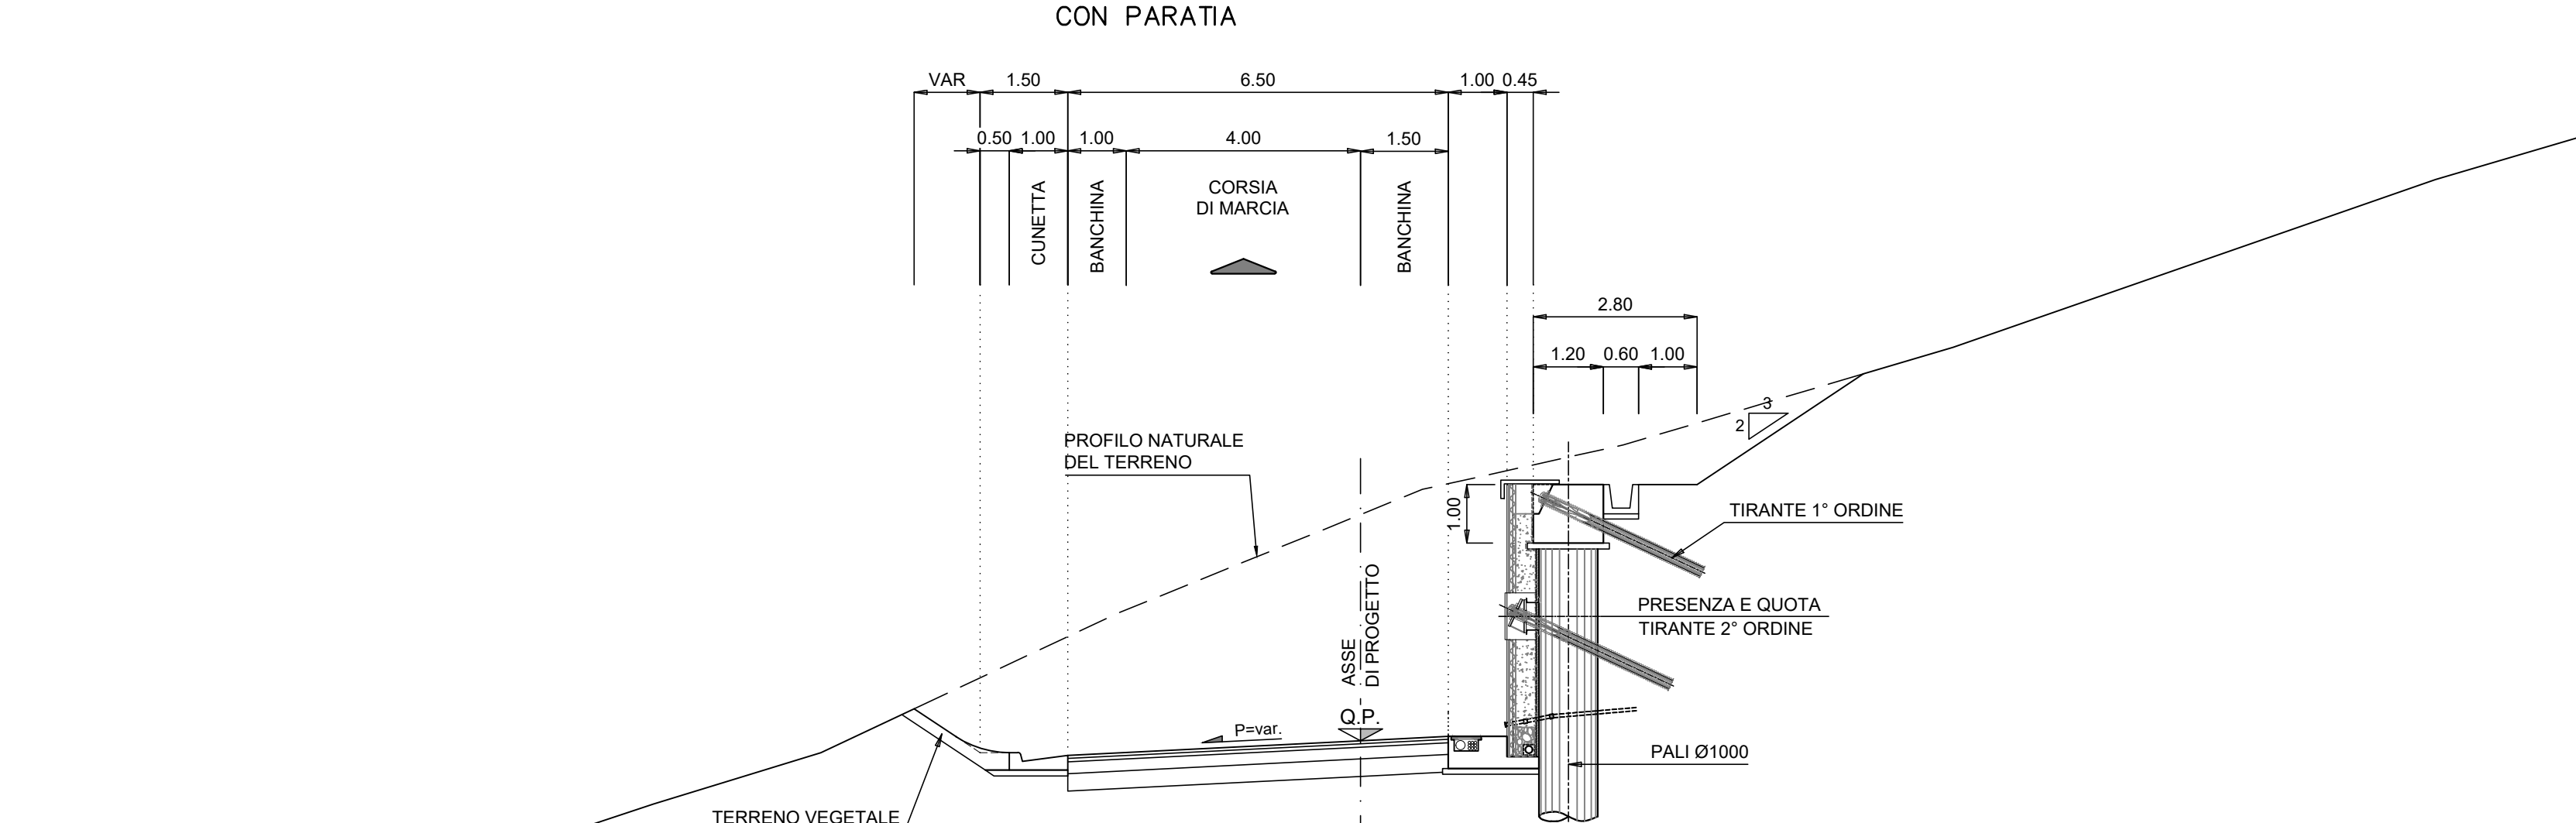 CON PARATIA
VAR 1.50 6.50 1.00 0.45
0.50 1.00 1.00 4.00 1.50
CUNETTA
BANCHINA
CORSIA
DI MARCIA
BANCHINA
2.80
1.20 0.60 1.00
3
2
PROFILO NATURALE
DEL TERRENO
1.00
TIRANTE 1° ORDINE
ASSE
DI PROGETTO
PRESENZA E QUOTA
TIRANTE 2° ORDINE
Q.P.
P=var.
PALI Ø1000
TERRENO VEGETALE